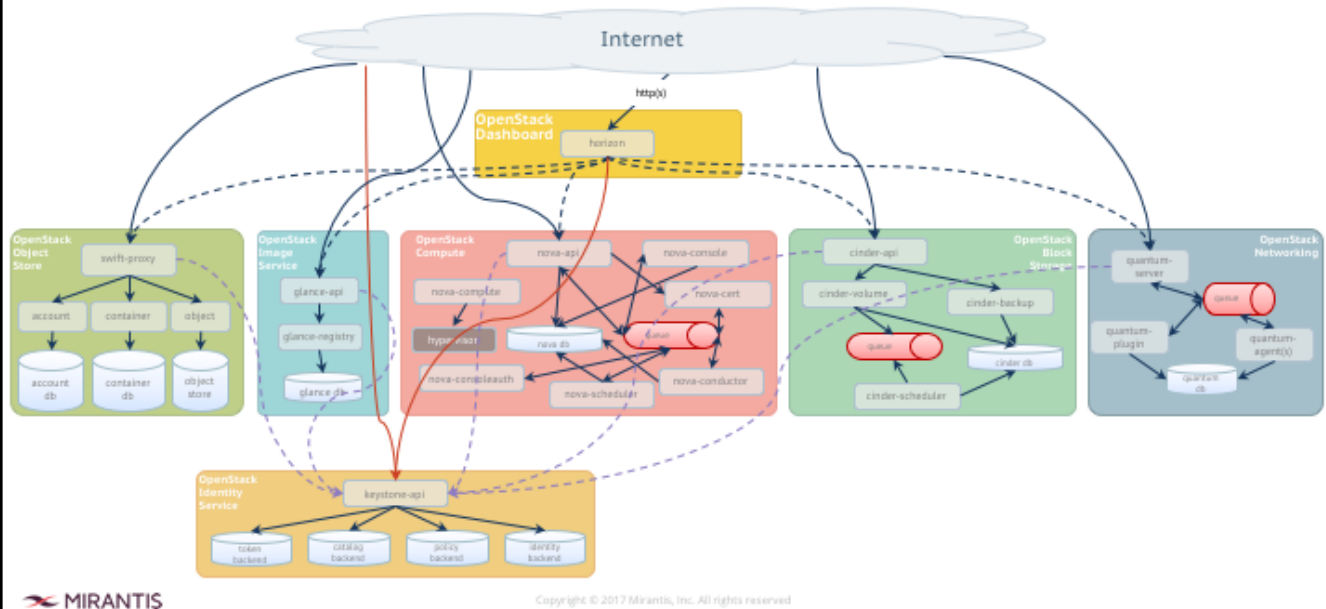 Internet
http(s)
OpenStack
Dashboard
horizon
OpenStack
Object
Store
swift-proxy
account
container
object
account
db
container
db
object
store
OpenStack
Image
Service
glance-api
glance-registry
glance db
OpenStack
Compute
nova-api
nova-console
nova-compute
nova-cert
hypervisor
nova db
queue
nova-consoleauth
nova-scheduler
nova-conductor
OpenStack
Block
Storage
cinder-api
cinder-volume
cinder-backup
queue
cinder db
cinder-scheduler
OpenStack
Networking
quantum-
server
queue
quantum-
plugin
quantum-
agent(s)
quantum
db
OpenStack
Identity
Service
keystone-api
token
backend
catalag
backend
policy
backend
identity
backend
MIRANTIS
Copyright © 2017 Mirantis, Inc. All rights reserved